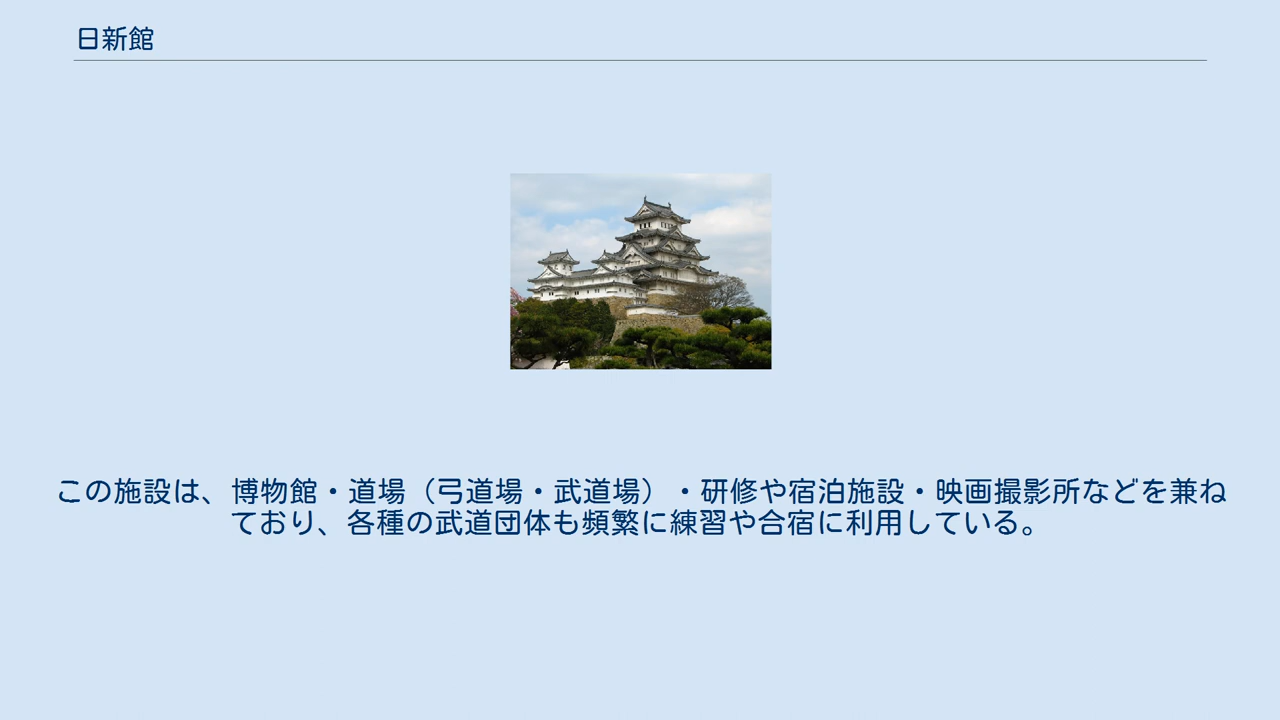 日新館
この施設は、博物館・道場（弓道場・武道場）・研修や宿泊施設・映画撮影所などを兼ね
ており、各種の武道団体も頻繁に練習や合宿に利用している。